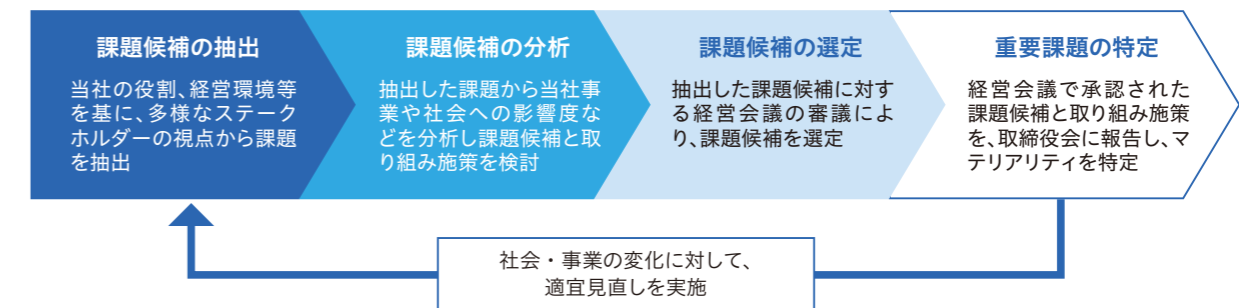 課題候補の抽出
当社の役割、経営環境等
を基に、多様なステーク
ホルダーの視点から課題
を抽出
課題候補の分析
抽出した課題から当社事
業や社会への影響度な
どを分析し課題候補と取
り組み施策を検討
課題候補の選定
抽出した課題候補に対す
る経営会議の審議によ
り、課題候補を選定
重要課題の特定
経営会議で承認された
課題候補と取り組み施策
を、取締役会に報告し、マ
テリアリティを特定
社会・事業の変化に対して、
適宜見直しを実施